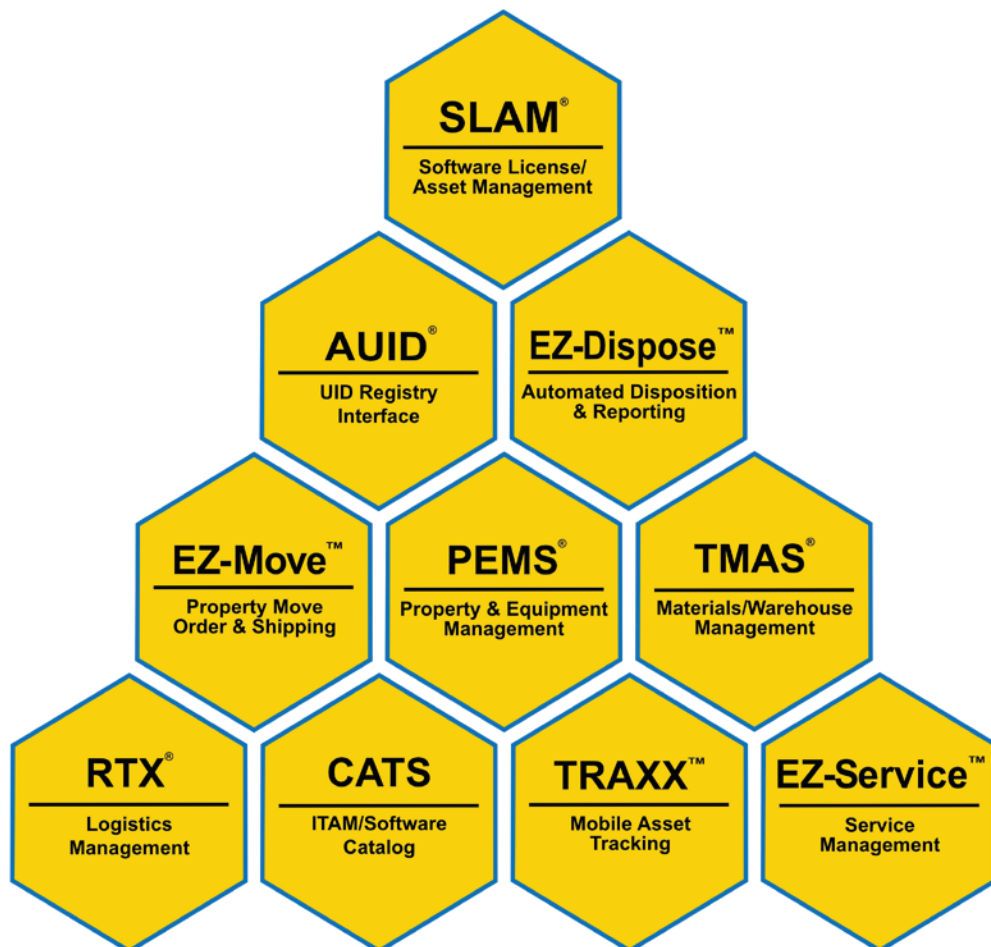 SLAM®
Software License/
Asset Management
AUID®
UID Registry
Interface
EZ-Dispose™
Automated Disposition
& Reporting
EZ-Move™
Property Move
Order & Shipping
PEMS®
Property & Equipment
Management
TMAS®
Materials/Warehouse
Management
RTX®
Logistics
Management
CATS
ITAM/Software
Catalog
TRAXX™
Mobile Asset
Tracking
EZ-Service™
Service
Management